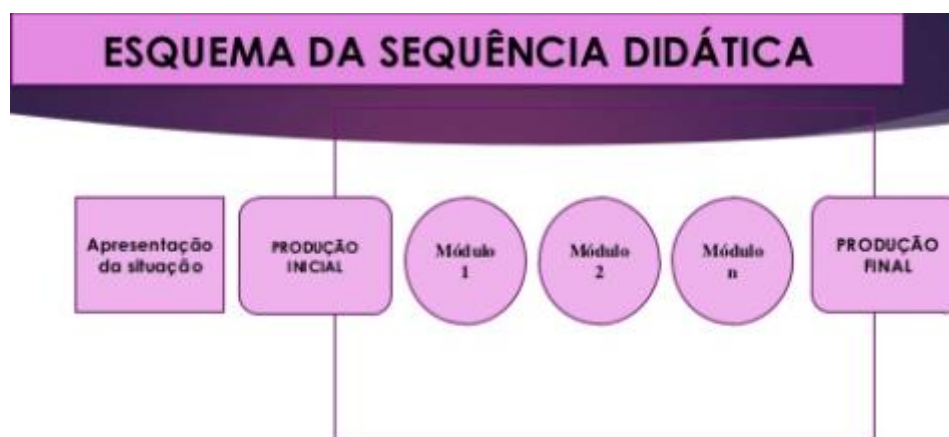 ESQUEMA DA SEQUÊNCIA DIDÁTICA
Apresentação
da situação
PRODUÇÃO
INICIAL
Módulo
1
Módulo
2
Módulo
n
PRODUÇÃO
FINAL